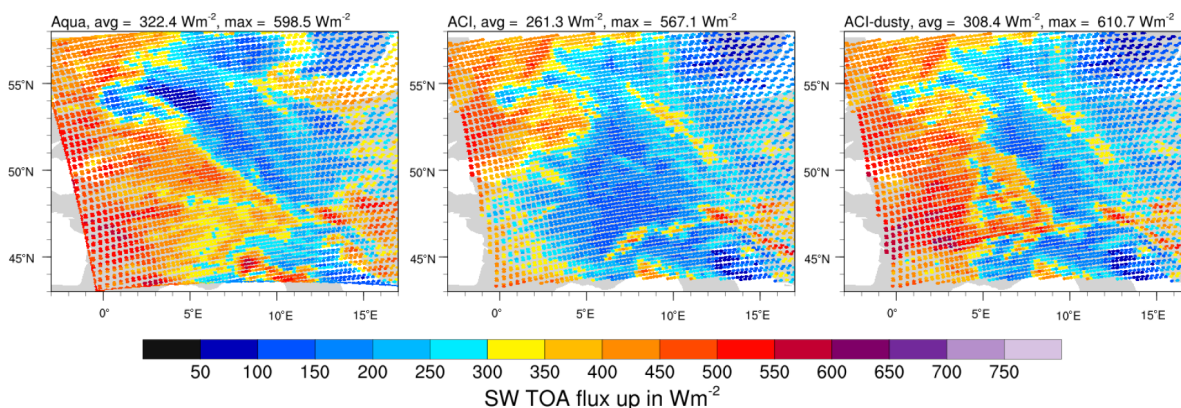 Aqua, avg = 322.4 Wm-2, max = 598.5 Wm-2
ACI, avg = 261.3 Wm-2, max = 567.1 Wm-2
ACI-dusty, avg = 308.4 Wm-2, max = 610.7 Wm-2
55°N 55°N 55°N
50°N 50°N 50°N
45°N 45°N 45°N
0° 5°E 10°E 15°E 0° 5°E 10°E 15°E 0° 5°E 10°E 15°E
50 100 150 200 250 300 350 400 450 500 550 600 650 700 750
SW TOA flux up in Wm-2